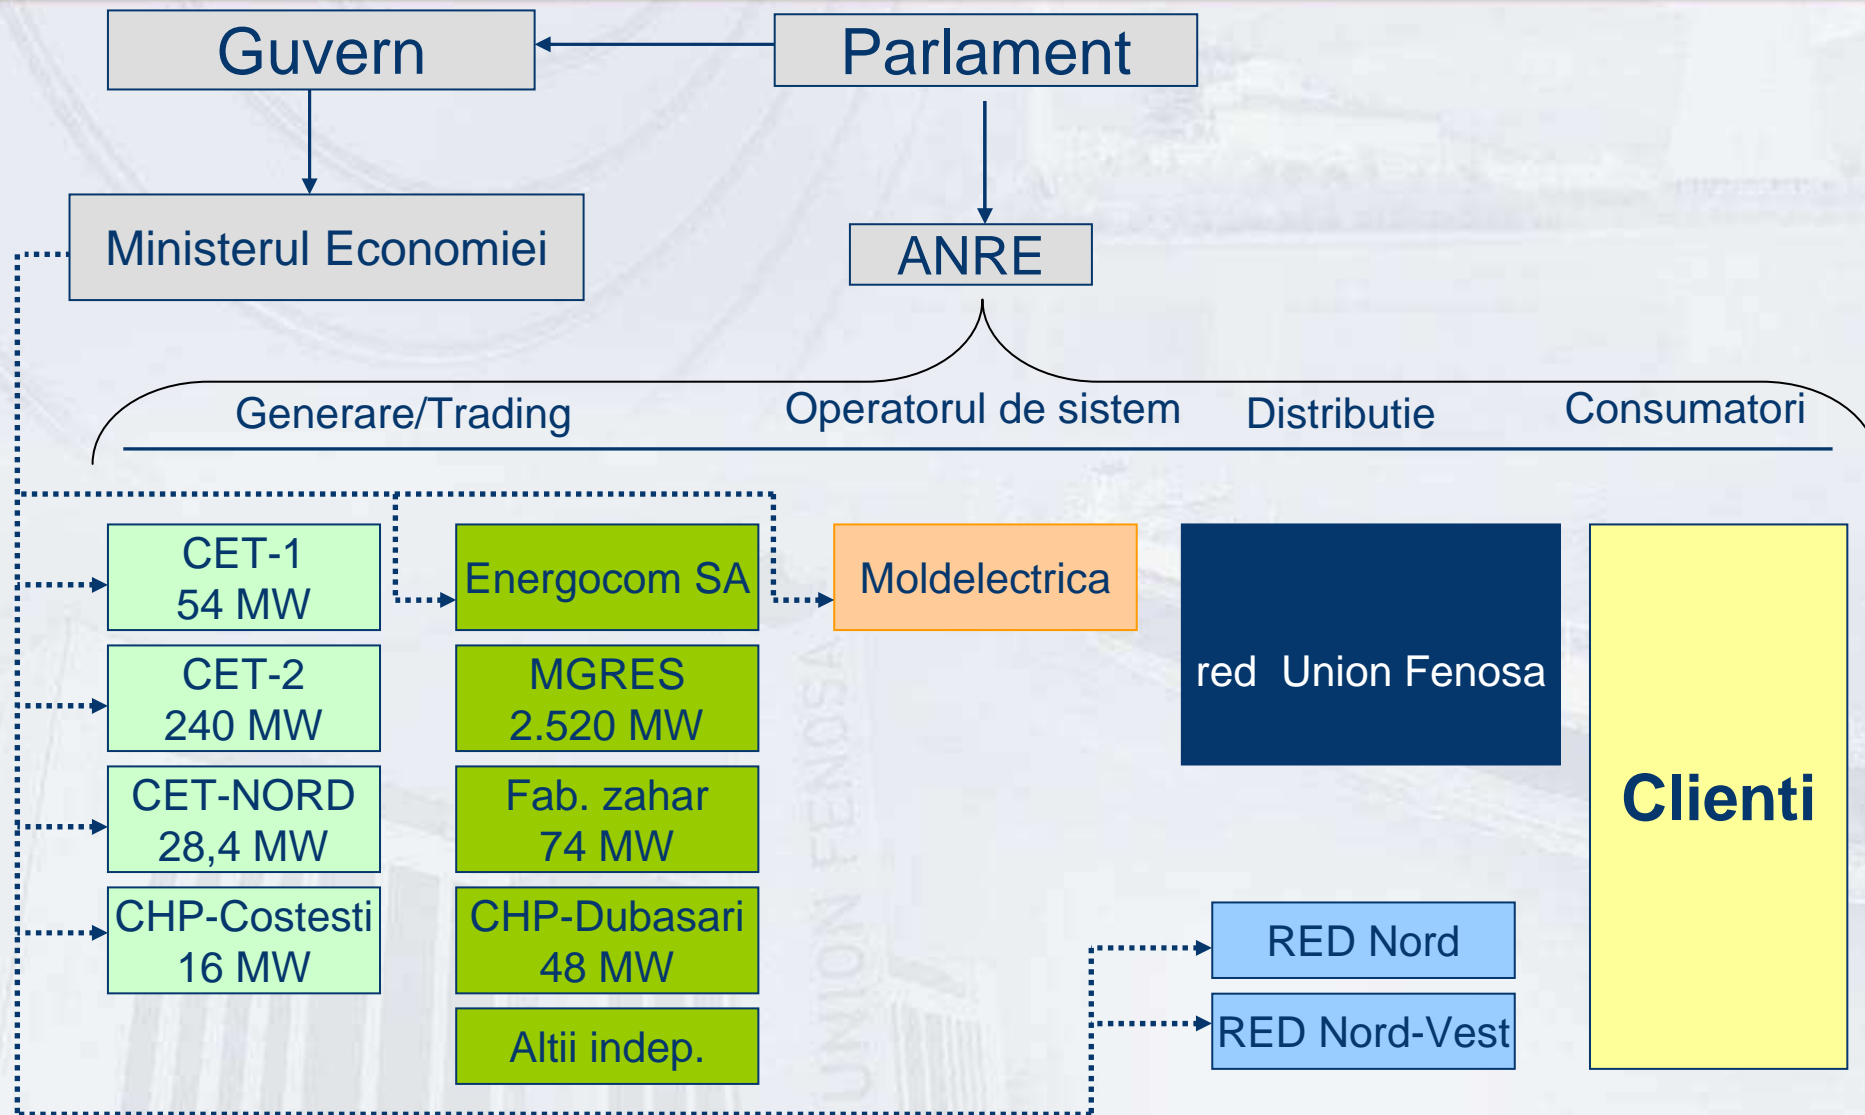 Guvern
Parlament
Ministerul Economiei
ANRE
Generare/Trading
Operatorul de sistem
Distributie
Consumatori
CET-1
54 MW
Energocom SA
Moldelectrica
red  Union Fenosa
Clienti
CET-2
240 MW
MGRES
2.520 MW
CET-NORD
28,4 MW
Fab. zahar
74 MW
CHP-Costesti
16 MW
CHP-Dubasari
48 MW
Altii indep.
RED Nord
RED Nord-Vest
UNION FENOSA